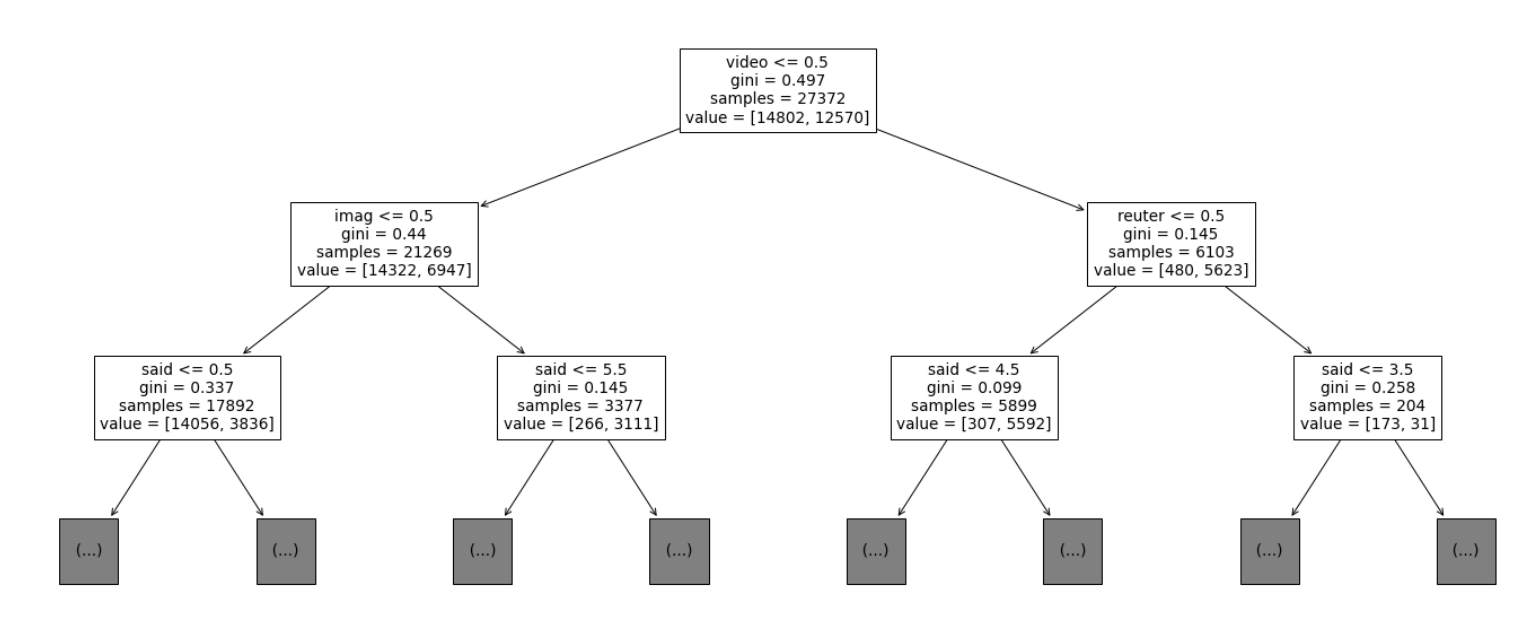 video <= 0.5
gini = 0.497
samples = 27372
value = [14802, 12570]
imag <= 0.5
gini = 0.44
samples = 21269
value = [14322, 6947]
reuter <= 0.5
gini = 0.145
samples = 6103
value = [480, 5623]
said <= 0.5
gini = 0.337
samples = 17892
value = [14056, 3836]
said <= 5.5
gini = 0.145
samples = 3377
value = [266, 3111]
said <= 4.5
gini = 0.099
samples = 5899
value = [307, 5592]
said <= 3.5
gini = 0.258
samples = 204
value = [173, 31]
(...)
(...)
(...)
(...)
(...)
(...)
(...)
(...)